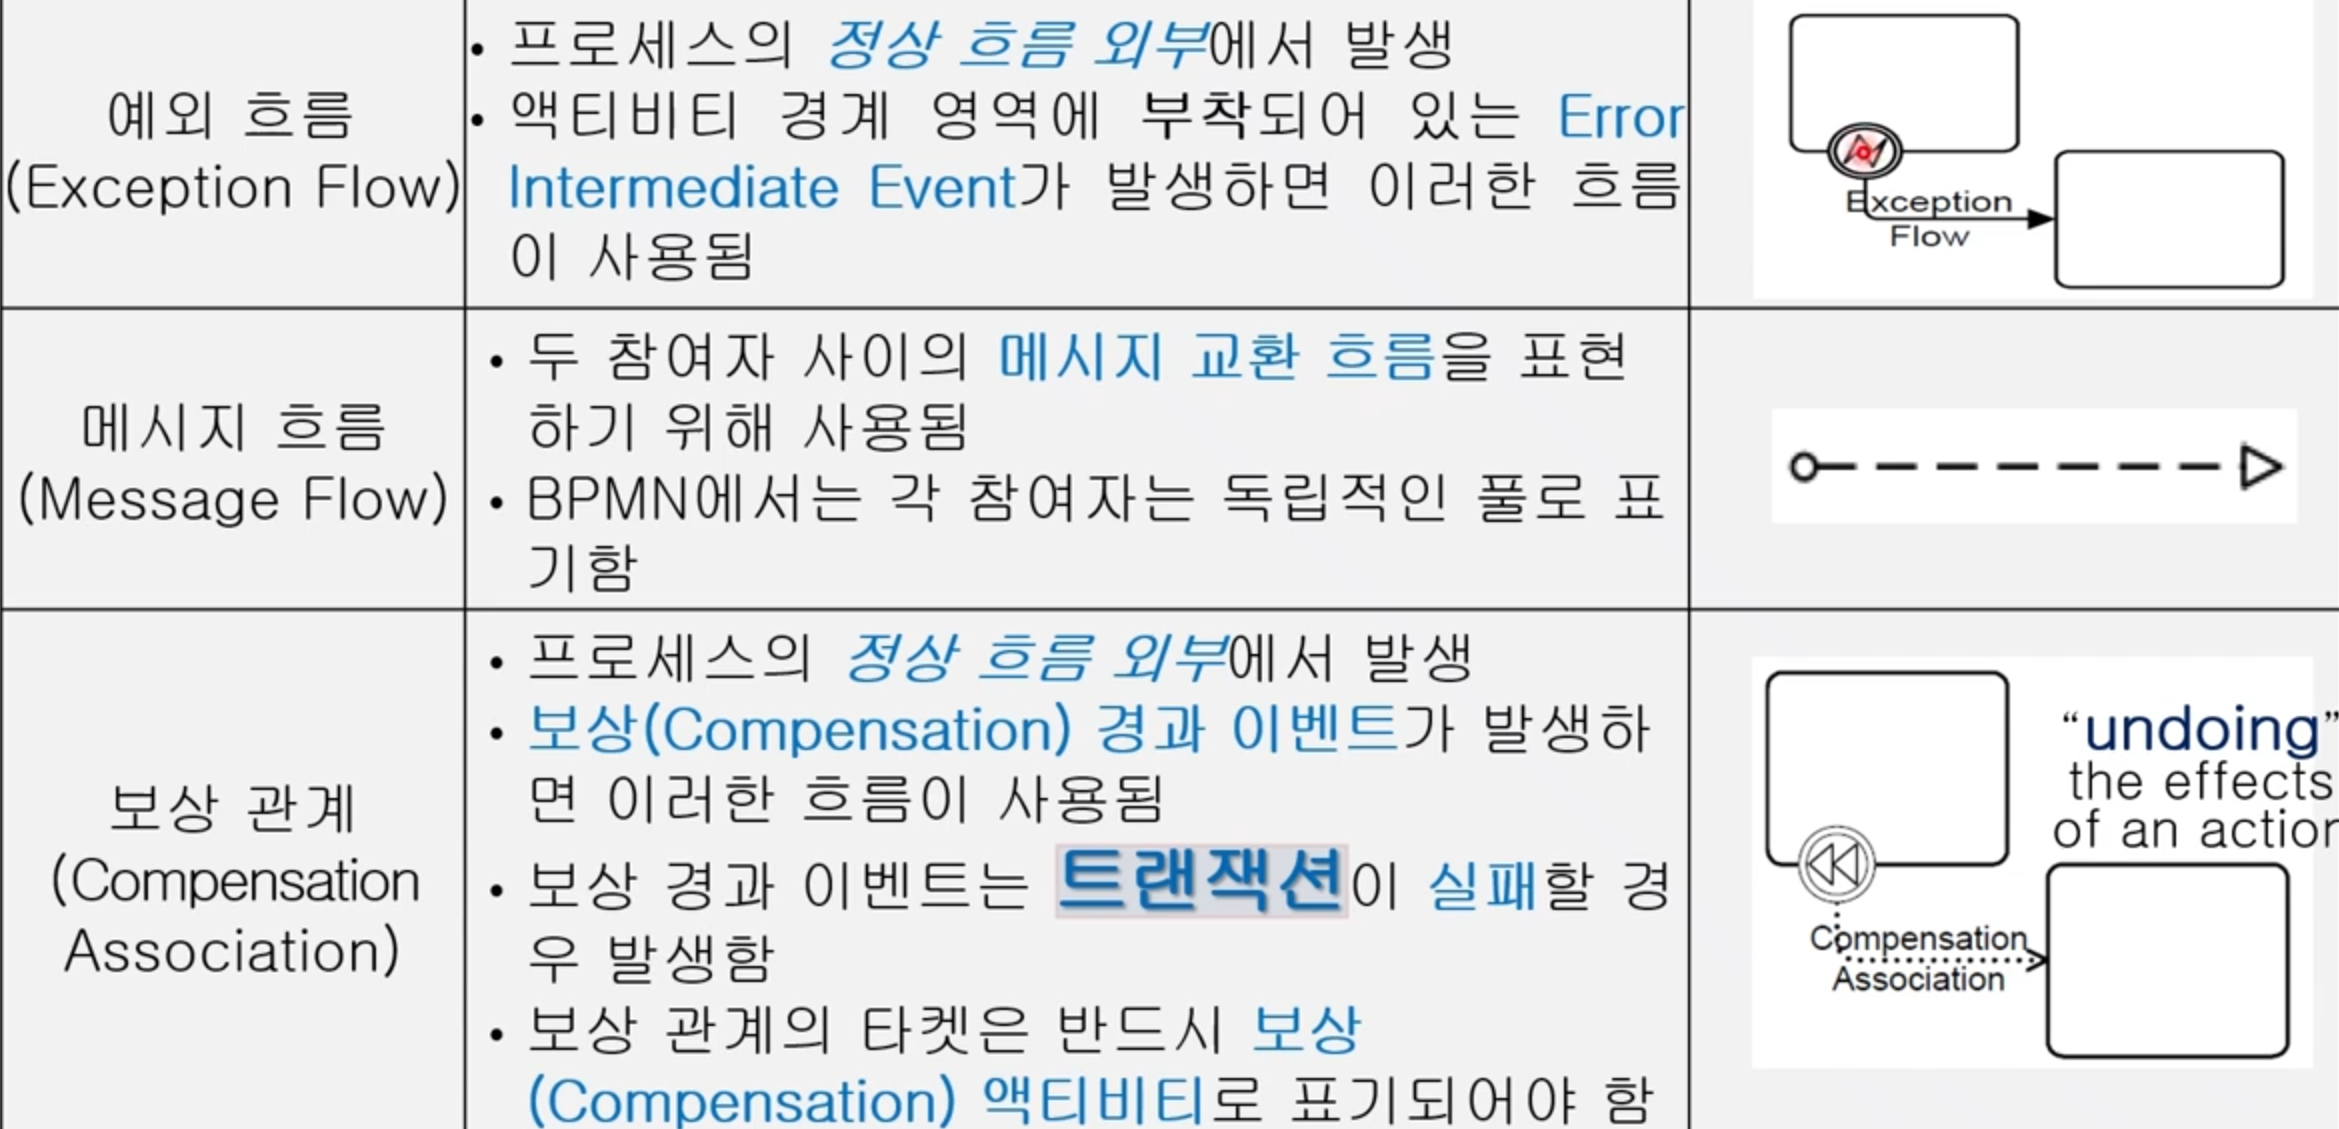 예외 흐름
(Exception Flow)
• 프로세스의 정상 흐름 외부에서 발생
• 액티비티 경계 영역에 부착되어 있는 Error
Intermediate Event가 발생하면 이러한 흐름
이 사용됨
Exception
Flow
메시지 흐름
(Message Flow)
• 두 참여자 사이의 메시지 교환 흐름을 표현
하기 위해 사용됨
• BPMN에서는 각 참여자는 독립적인 풀로 표
기함
보상 관계
(Compensation
Association)
• 프로세스의 정상 흐름 외부에서 발생
• 보상(Compensation) 경과 이벤트가 발생하
면 이러한 흐름이 사용됨
• 보상 경과 이벤트는 트랜잭션이 실패할 경
우 발생함
• 보상 관계의 타켓은 반드시 보상
(Compensation) 액티비티로 표기되어야 함
“undoing”
the effects
of an action
Compensation
Association